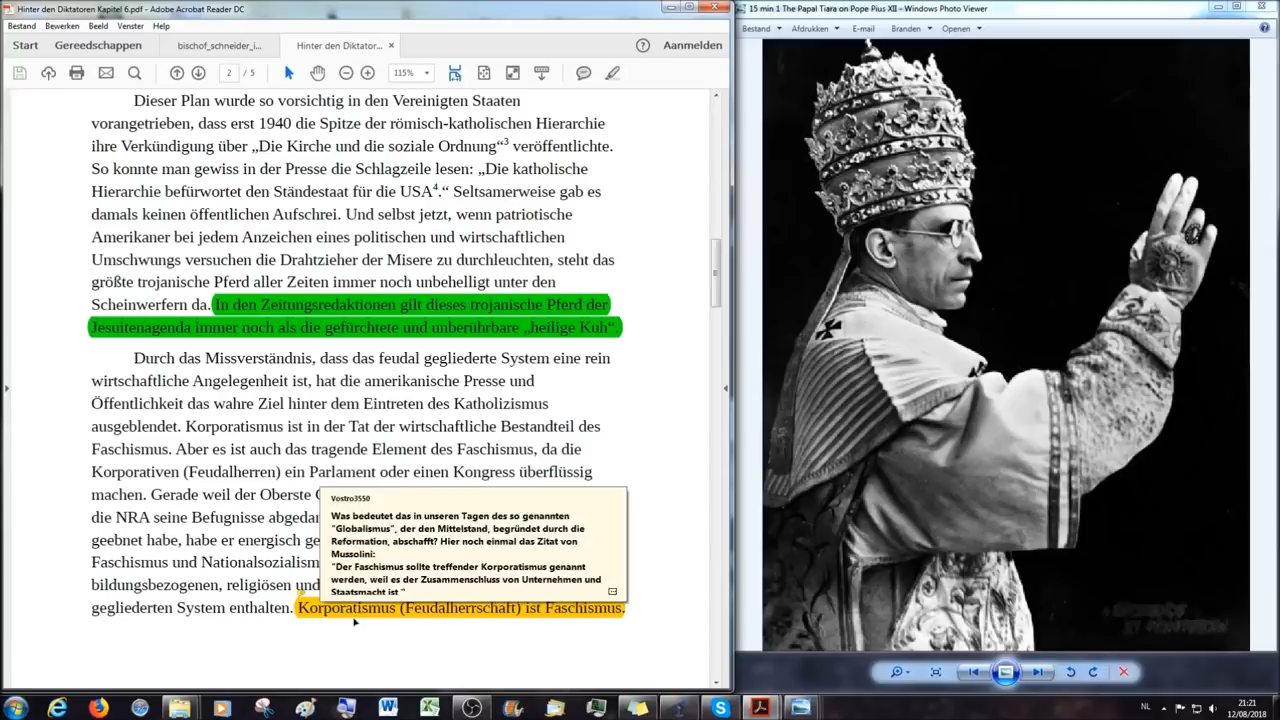 Hinter den Diktatoren Kapitel 6.pdf - Adobe Acrobat Reader DC
Bestand Bewerken Beeld Venster Help
Start Gereedschappen bischof_schneider_i... Hinter den Diktator... × ? Aanmelden
2 / 5 115%
Dieser Plan wurde so vorsichtig in den Vereinigten Staaten
vorangetrieben, dass erst 1940 die Spitze der römisch-katholischen Hierarchie
ihre Verkündigung über „Die Kirche und die soziale Ordnung“³ veröffentlichte.
So konnte man gewiss in der Presse die Schlagzeile lesen: „Die katholische
Hierarchie befürwortet den Ständestaat für die USA⁴.“ Seltsamerweise gab es
damals keinen öffentlichen Aufschrei. Und selbst jetzt, wenn patriotische
Amerikaner bei jedem Anzeichen eines politischen und wirtschaftlichen
Umschwungs versuchen die Drahtzieher der Misere zu durchleuchten, steht das
größte trojanische Pferd aller Zeiten immer noch unbehelligt unter den
Scheinwerfern da. In den Zeitungsredaktionen gilt dieses trojanische Pferd der
Jesuitenagenda immer noch als die gefürchtete und unberührbare „heilige Kuh“.
Durch das Missverständnis, dass das feudal gegliederte System eine rein
wirtschaftliche Angelegenheit ist, hat die amerikanische Presse und
Öffentlichkeit das wahre Ziel hinter dem Eintreten des Katholizismus
ausgeblendet. Korporatismus ist in der Tat der wirtschaftliche Bestandteil des
Faschismus. Aber es ist auch das tragende Element des Faschismus, da die
Korporativen (Feudalherren) ein Parlament oder einen Kongress überflüssig
machen. Gerade weil der Oberste
die NRA seine Befugnisse
geebnet habe, habe er energisch
Faschismus und
bildungsbezogenen, religiösen und
gegliederten System enthalten. Korporatismus (Feudalherrschaft) ist Faschismus.
Vostro3550
Was bedeutet das in unseren Tagen des so genannten
"Globalismus", der den Mittelstand, begründet durch die
Reformation, abschafft? Hier noch einmal das Zitat von
Mussolini:
"Der Faschismus sollte treffender Korporatismus genannt
werden, weil es der Zusammenschluss von Unternehmen und
Staatsmacht ist "
15 min 1 The Papal Tiara on Pope Pius XII - Windows Photo Viewer
Bestand Afdrukken E-mail Branden Openen
NL 21:21
12/08/2018